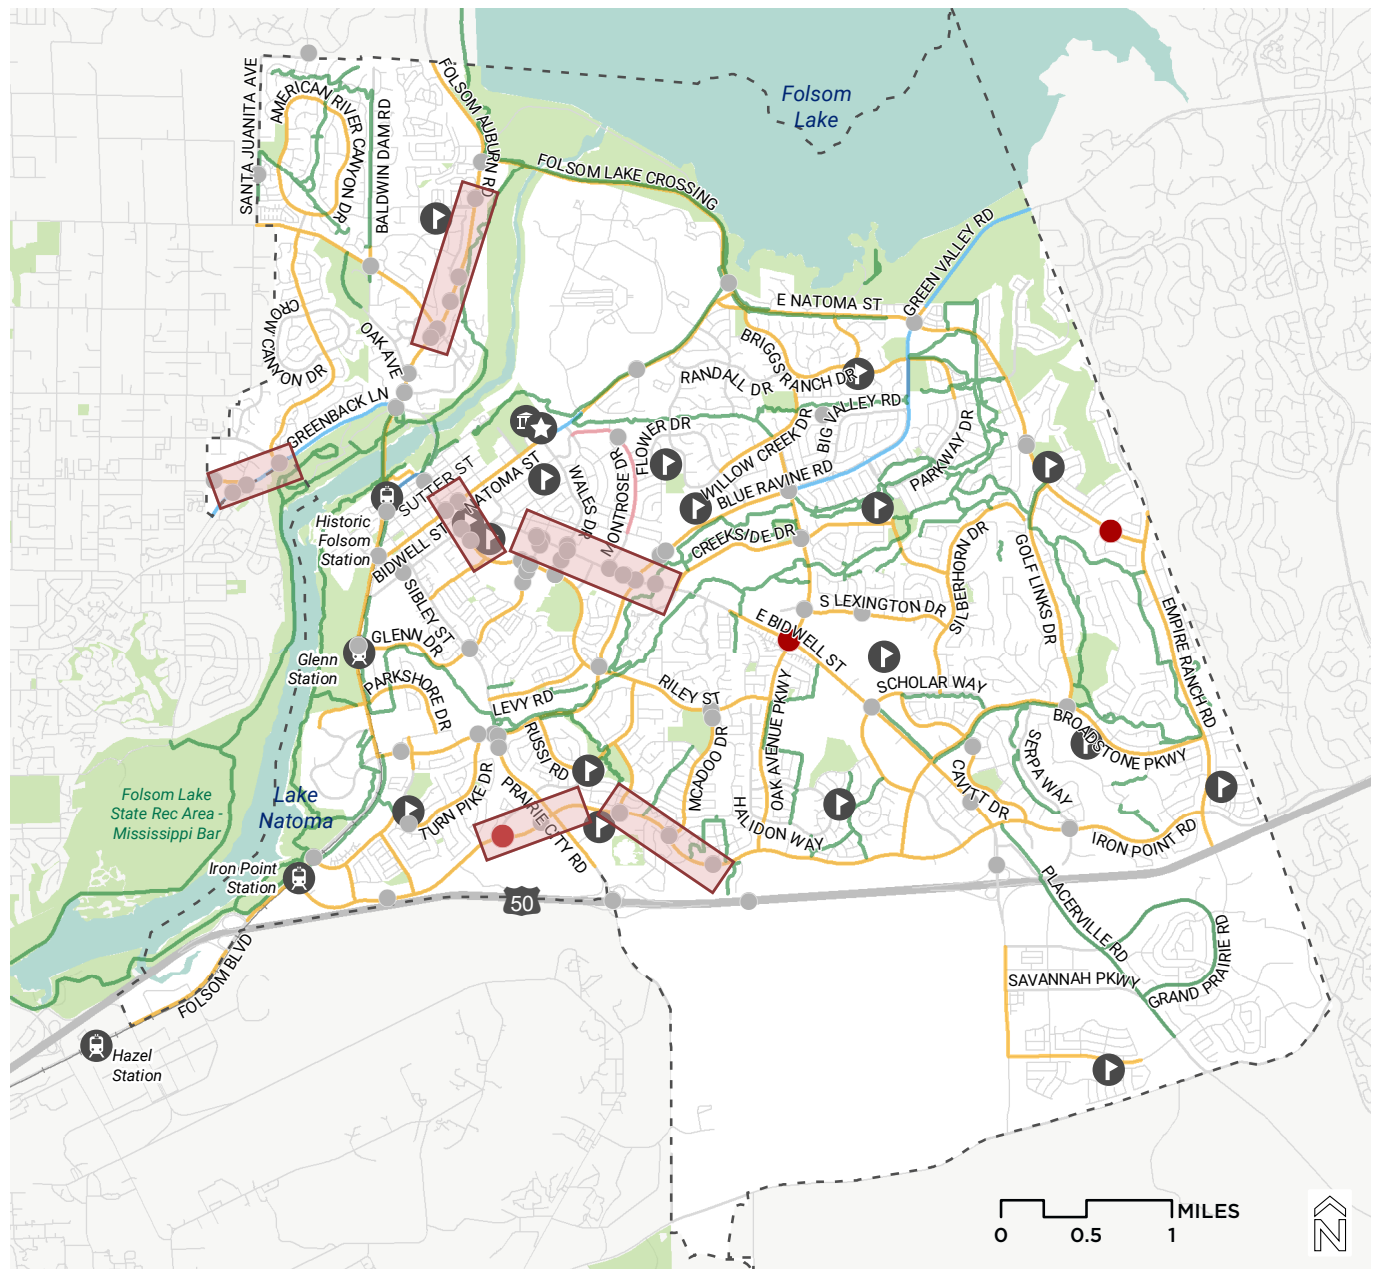 Folsom
Lake
FOLSOM AUBURN RD
SANTA JUANITA AVE
AMERICAN RIVER CANYON DR
BALDWIN DAM RD
FOLSOM LAKE CROSSING
GREEN VALLEY RD
E NATOMA ST
CROW CANYON DR
OAK AVE
BRIGGS RANCH DR
RANDALL DR
GREENBACK LN
BIG VALLEY RD
FLOWER DR
WILLOW CREEK DR
PARKWAY DR
BLUE RAVINE RD
SUTTER ST
NATOMA ST
WALES DR
MONTROSE DR
Historic
Folsom
Station
BIDWELL ST
CREEKSIDE DR
SILBERHORN DR
GOLF LINKS DR
SIBLEY ST
S LEXINGTON DR
EMPIRE RANCH RD
E BIDWELL ST
GLENN DR
Glenn
Station
PARKSHORE DR
RILEY ST
SCHOLAR WAY
LEVY RD
OAK AVENUE PKWY
BROADSTONE PKWY
RUSSI RD
SERPA WAY
MCADOO DR
CAVITT DR
TURN PIKE DR
PRAIRIE CITY RD
HALIDON WAY
IRON POINT RD
Folsom Lake
State Rec Area -
Mississippi Bar
Lake
Natoma
Iron Point
Station
50
PLACERVILLE RD
GRAND PRAIRIE RD
SAVANNAH PKWY
FOLSOM BLVD
Hazel
Station
MILES
0 0.5 1
N